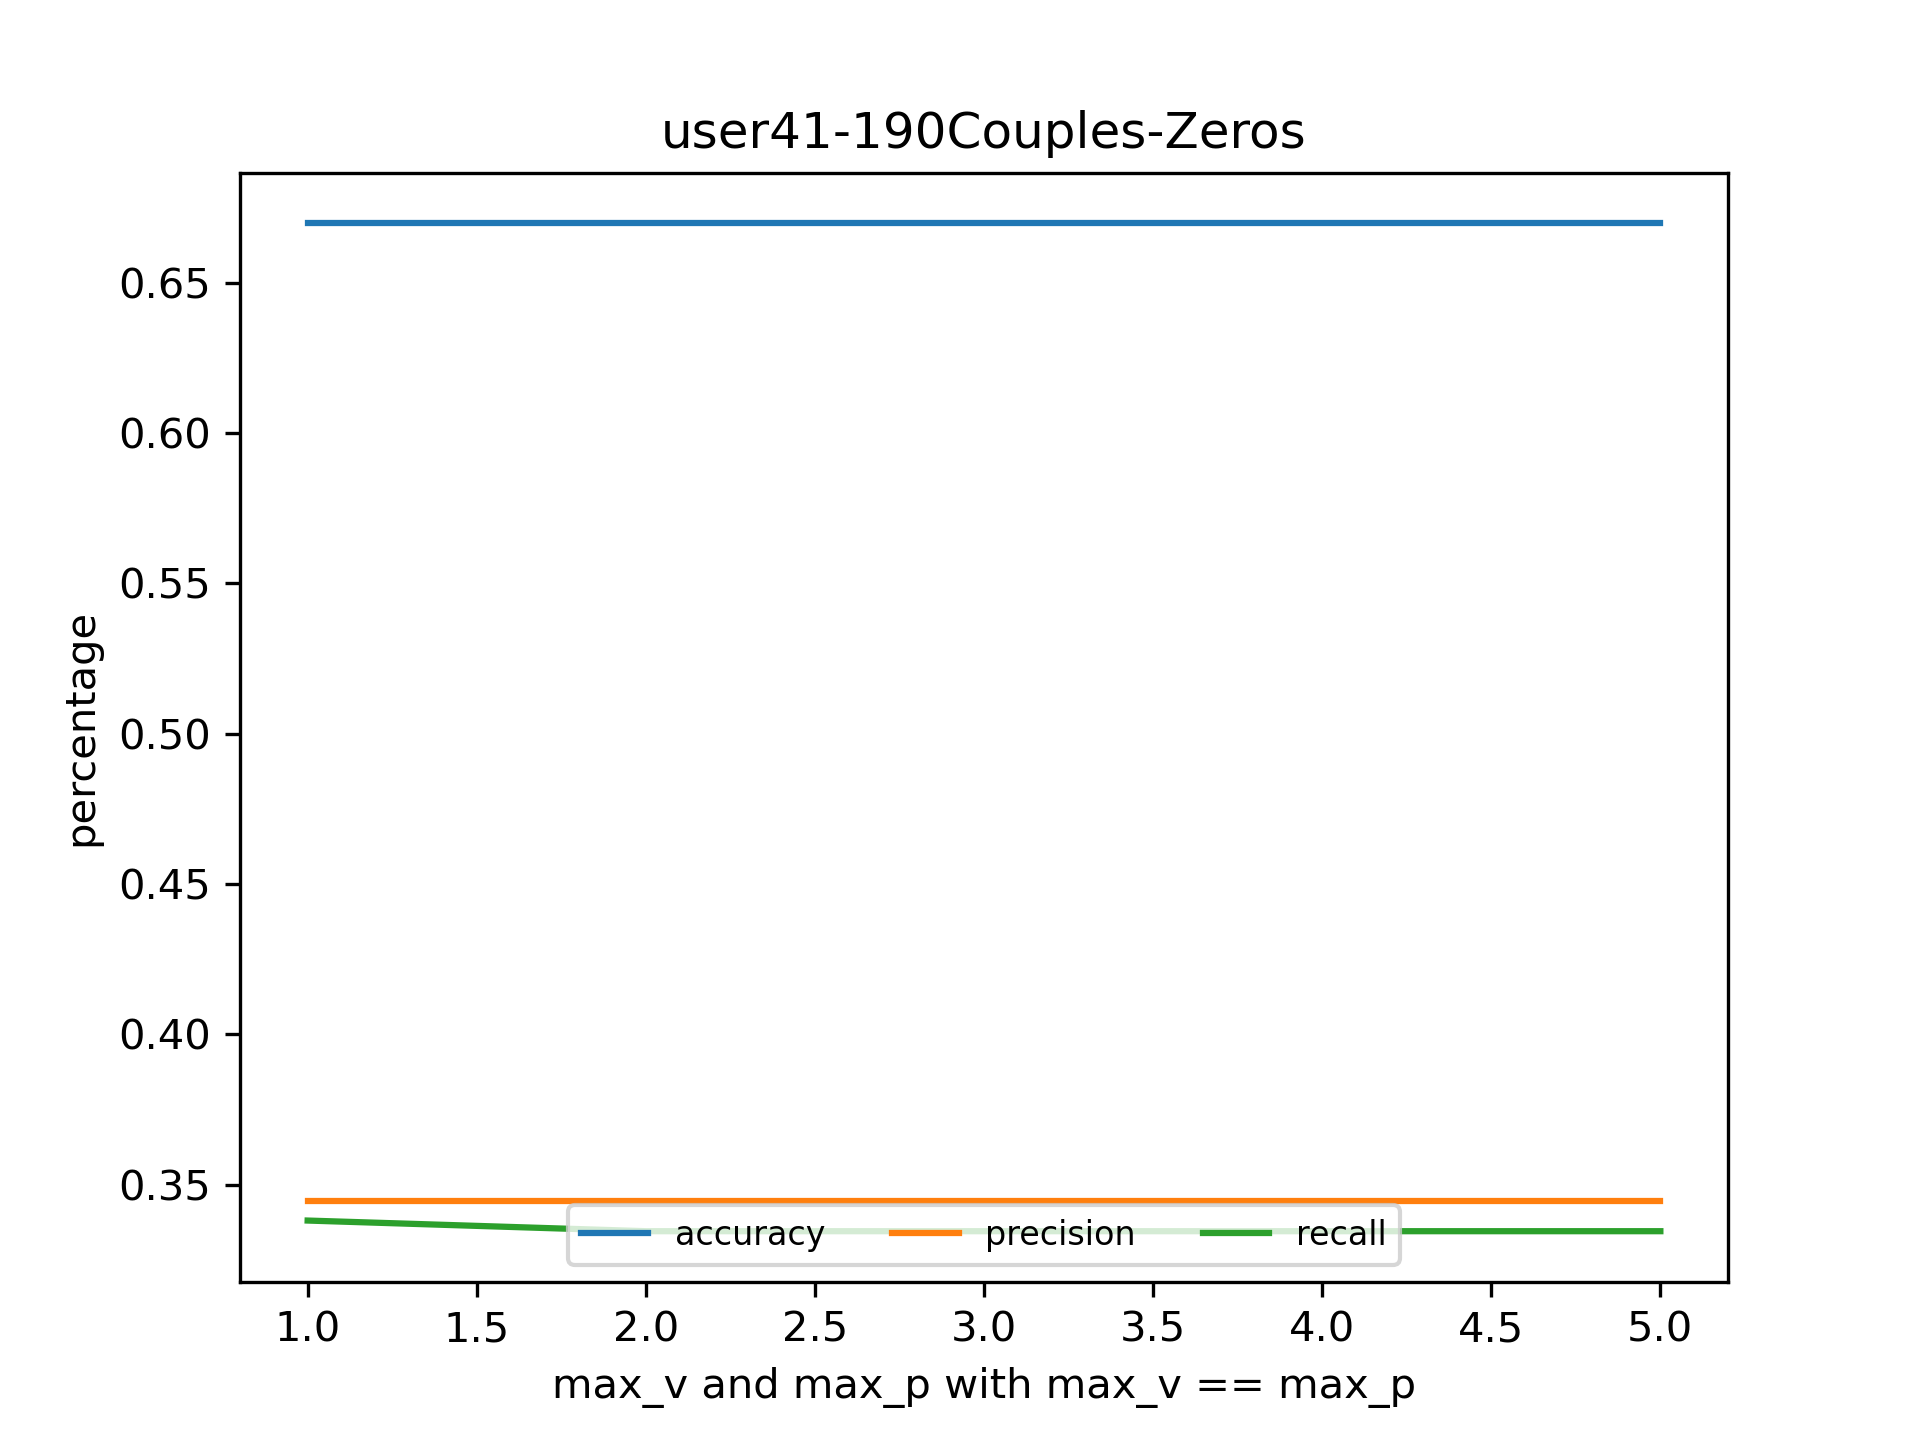 user41-190Couples-Zeros
percentage
0.65
0.60
0.55
0.50
0.45
0.40
0.35
accuracy precision recall
1.0 1.5 2.0 2.5 3.0 3.5 4.0 4.5 5.0
max_v and max_p with max_v == max_p